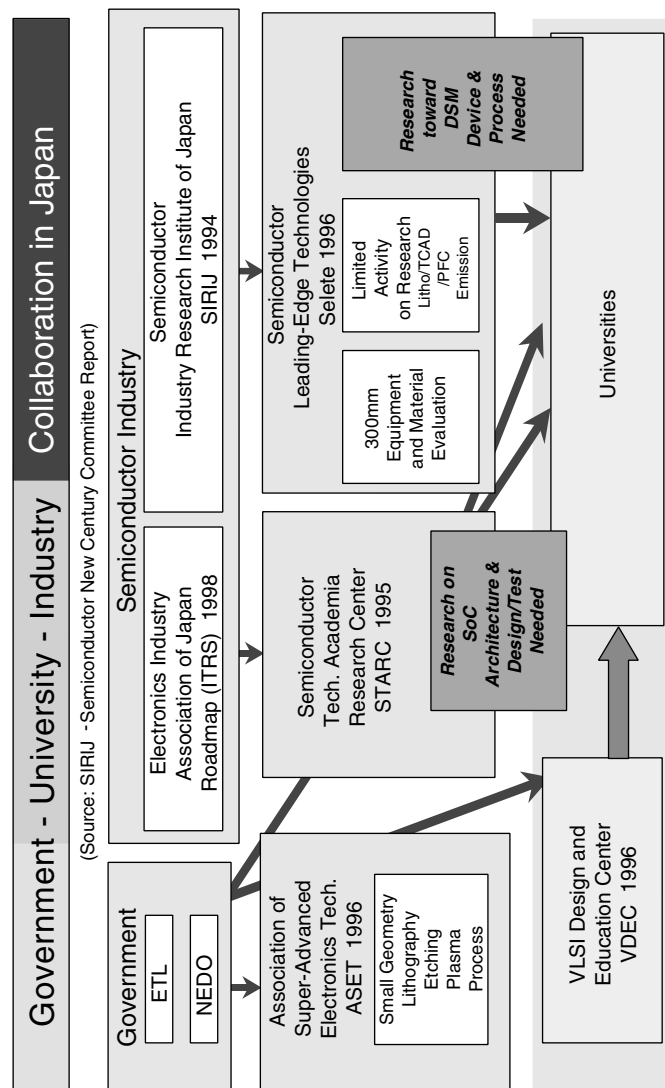 Government - University - Industry Collaboration in Japan
(Source: SIRIJ - Semiconductor New Century Committee Report)
Government
ETL
NEDO
Semiconductor Industry
Electronics Industry
Association of Japan
Roadmap (ITRS) 1998
Semiconductor
Industry Research Institute of Japan
SIRIJ 1994
Association of
Super-Advanced
Electronics Tech.
ASET 1996
Small Geometry
Lithography
Etching
Plasma
Process
Semiconductor
Tech. Academia
Research Center
STARC 1995
Research on
SoC
Architecture &
Design/Test
Needed
Semiconductor
Leading-Edge Technologies
Selete 1996
300mm
Equipment
and Material
Evaluation
Limited
Activity
on Research
Litho/TCAD
/PFC
Emission
Research
toward
DSM
Device &
Process
Needed
VLSI Design and
Education Center
VDEC 1996
Universities